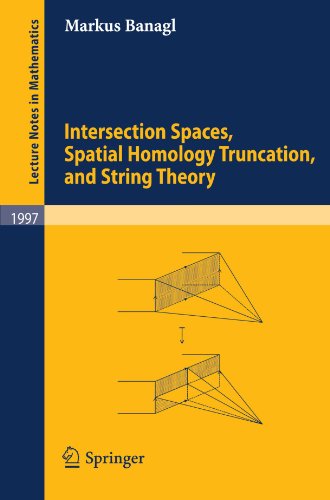 Markus Banagl
Lecture Notes in Mathematics
Intersection Spaces,
Spatial Homology Truncation,
and String Theory
1997
Springer